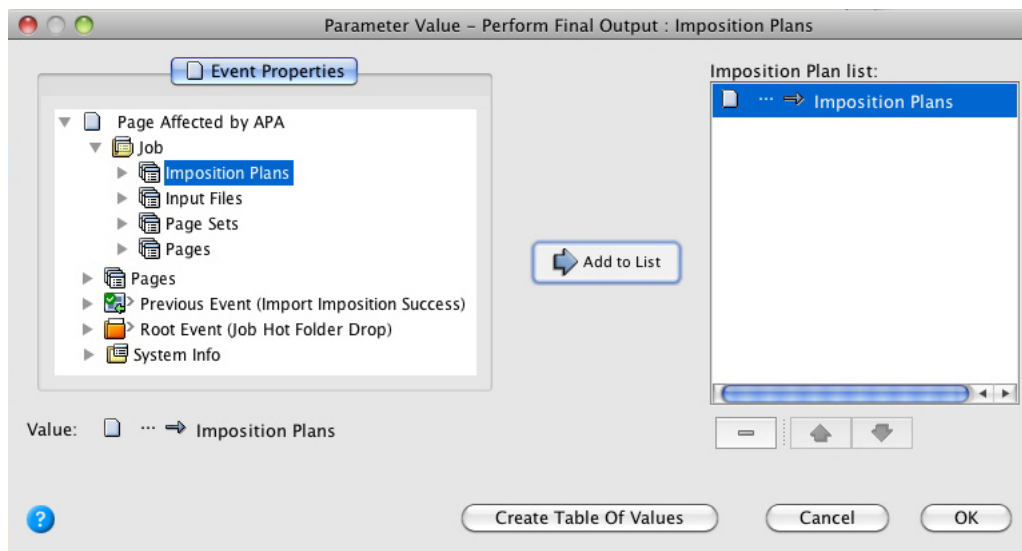 Parameter Value – Perform Final Output : Imposition Plans
Event Properties
Page Affected by APA
Job
Imposition Plans
Input Files
Page Sets
Pages
Pages
Previous Event (Import Imposition Success)
Root Event (Job Hot Folder Drop)
System Info
Value: ... Imposition Plans
Add to List
Imposition Plan list:
... Imposition Plans
?
Create Table Of Values
Cancel
OK